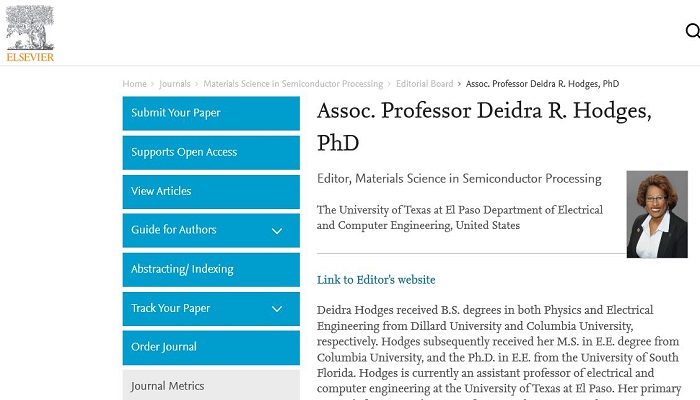 ELSEVIER
Home > Journals > Materials Science in Semiconductor Processing > Editorial Board > Assoc. Professor Deidra R. Hodges, PhD
Submit Your Paper
Supports Open Access
View Articles
Guide for Authors
Abstracting/ Indexing
Track Your Paper
Order Journal
Journal Metrics
Assoc. Professor Deidra R. Hodges,
PhD
Editor, Materials Science in Semiconductor Processing
The University of Texas at El Paso Department of Electrical
and Computer Engineering, United States
Link to Editor's website
Deidra Hodges received B.S. degrees in both Physics and Electrical
Engineering from Dillard University and Columbia University,
respectively. Hodges subsequently received her M.S. in E.E. degree from
Columbia University, and the Ph.D. in E.E. from the University of South
Florida. Hodges is currently an assistant professor of electrical and
computer engineering at the University of Texas at El Paso. Her primary